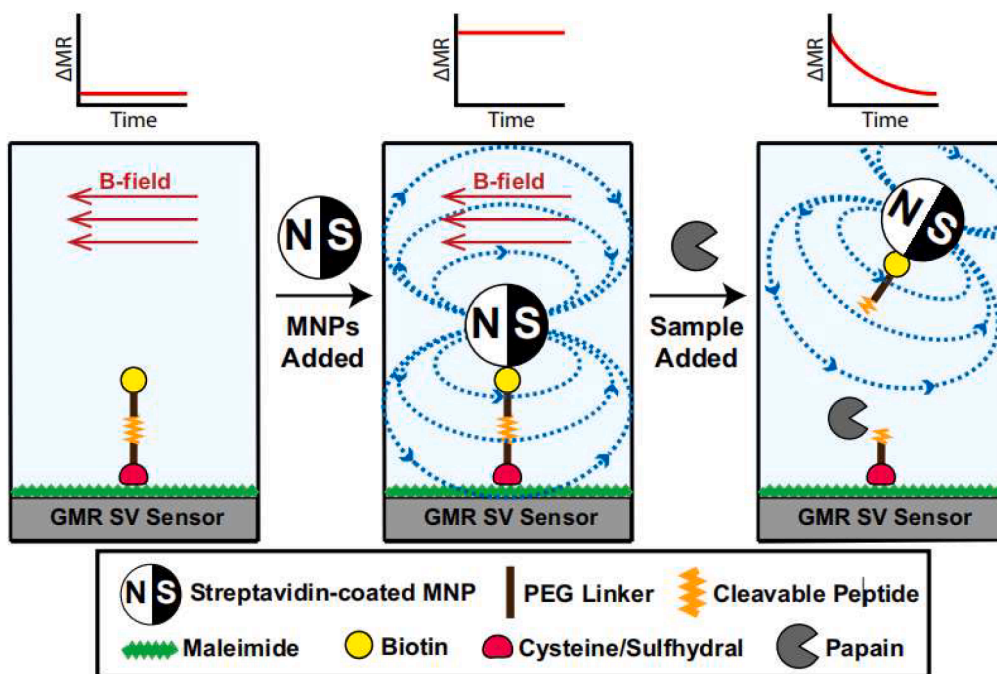 ΔMR
Time
ΔMR
Time
ΔMR
Time
B-field
N S
MNPs
Added
B-field
N S
Sample
Added
N S
GMR SV Sensor
GMR SV Sensor
GMR SV Sensor
N S Streptavidin-coated MNP
PEG Linker
Cleavable Peptide
Maleimide
Biotin
Cysteine/Sulfhydral
Papain